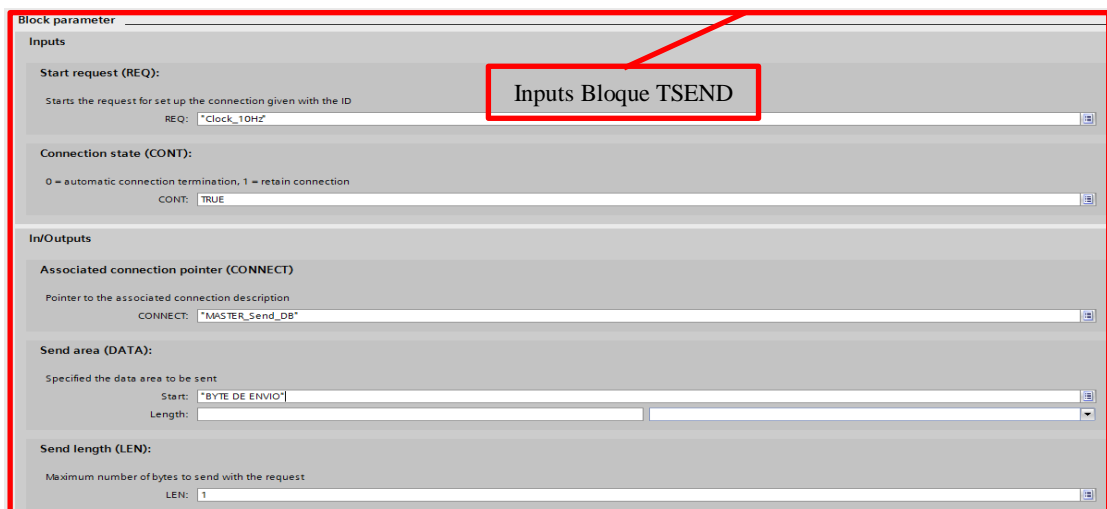 Block parameter
Inputs
Inputs Bloque TSEND
Start request (REQ):
Starts the request for set up the connection given with the ID
REQ: "Clock_10Hz"
Connection state (CONT):
0 = automatic connection termination, 1 = retain connection
CONT: TRUE
In/Outputs
Associated connection pointer (CONNECT)
Pointer to the associated connection description
CONNECT: "MASTER_Send_DB"
Send area (DATA):
Specified the data area to be sent
Start: "BYTE DE ENVIO"
Length:
Send length (LEN):
Maximum number of bytes to send with the request
LEN: 1